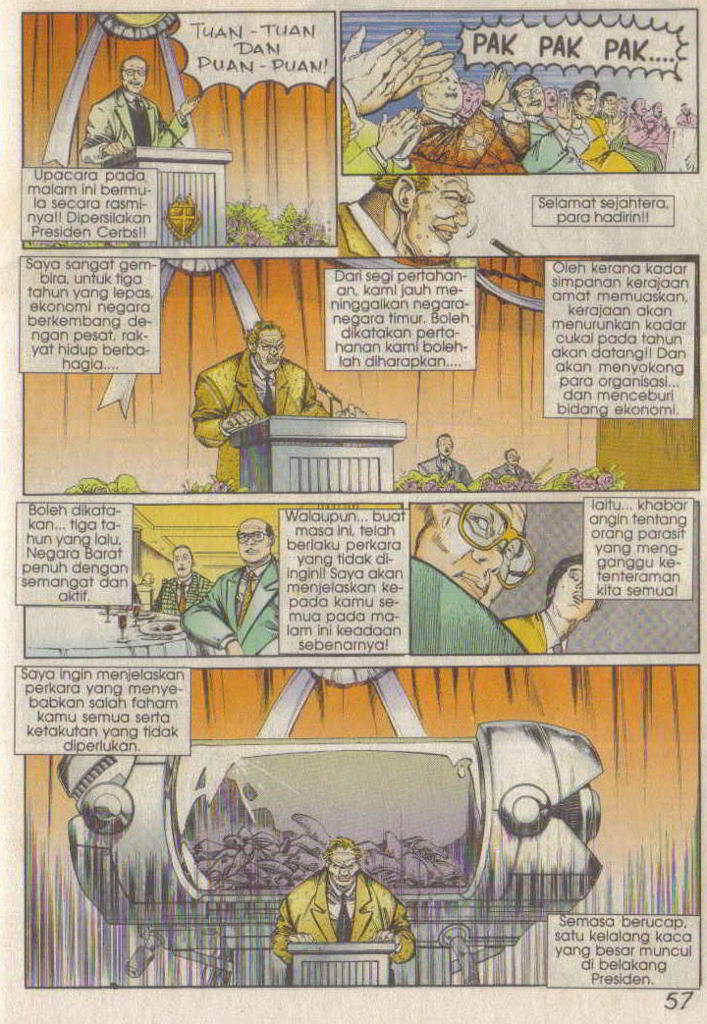 TUAN-TUAN
DAN
PUAN-PUAN!
Upacara pada
malam ini bermu-
la secara rasmi-
nya!! Dipersilakan
Presiden Cerbs!!
PAK PAK PAK....
Selamat sejahtera,
para hadirin!!
Saya sangat gem-
bira, untuk tiga
tahun yang lepas,
ekonomi negara
berkembang de-
ngan pesat, rak-
yat hidup berba-
hagia....
Dari segi pertahan-
an, kami jauh me-
ninggalkan negara-
negara timur. Boleh
dikatakan perta-
hanan kami boleh-
lah diharapkan....
Oleh kerana kadar
simpanan kerajaan
amat memuaskan,
kerajaan akan
menurunkan kadar
cukai pada tahun
akan datang!! Dan
akan menyokong
para organisasi...
dan menceburi
bidang ekonomi.
Boleh dikata-
kan... tiga ta-
hun yang lalu,
Negara Barat
penuh dengan
semangat dan
aktif.
Walaupun... buat
masa ini, telah
berlaku perkara
yang tidak di-
ingini! Saya akan
menjelaskan ke-
pada kamu se-
mua pada ma-
lam ini keadaan
sebenarnya!
Iaitu... khabar
angin tentang
orang parasit
yang meng-
ganggu ke-
tenteraman
kita semua!
Saya ingin menjelaskan
perkara yang menye-
babkan salah faham
kamu semua serta
ketakutan yang tidak
diperlukan.
Semasa berucap,
satu kelalang kaca
yang besar muncul
di belakang
Presiden.
57